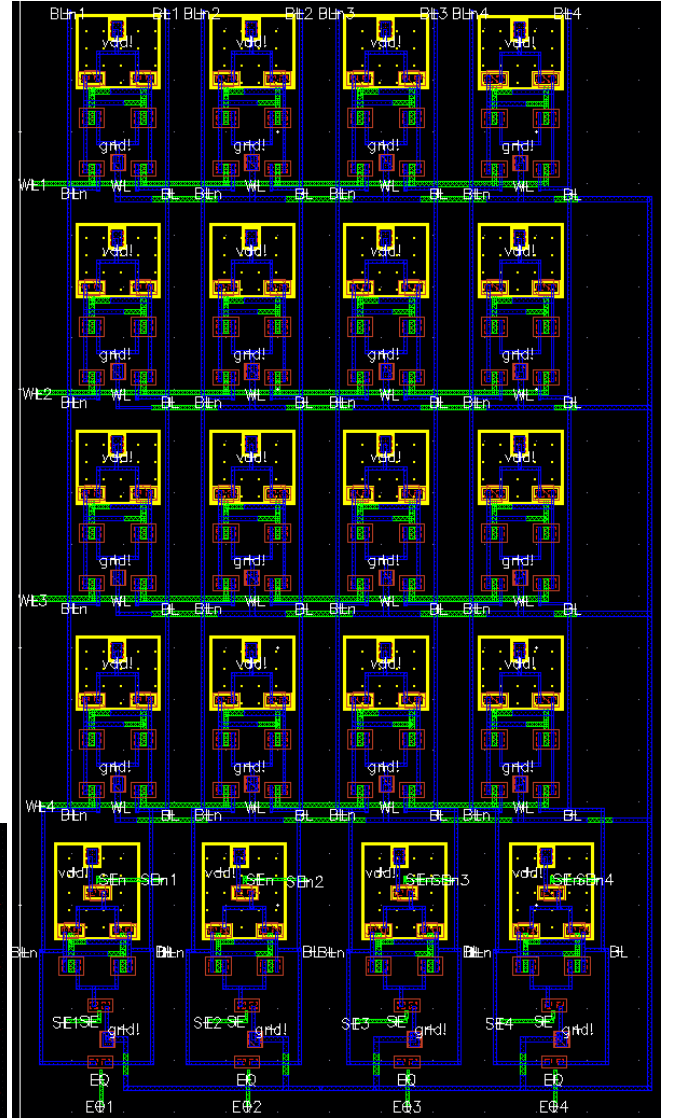 BLn1 BL1 BLn2 BL2 BLn3 BL3 BLn4 BL4
vdd! vdd! vdd! vdd!
gnd! gnd! gnd! gnd!
WL1 WL WL WL WL
BLn BL BLn BL BLn BL BLn BL
vdd! vdd! vdd! vdd!
gnd! gnd! gnd! gnd!
WL2 WL WL WL WL
BLn BL BLn BL BLn BL BLn BL
vdd! vdd! vdd! vdd!
gnd! gnd! gnd! gnd!
WL3 WL WL WL WL
BLn BL BLn BL BLn BL BLn BL
vdd! vdd! vdd! vdd!
gnd! gnd! gnd! gnd!
WL4 WL WL WL WL
BLn BL BLn BL BLn BL BLn BL
vdd! SEn SEn1 vdd! SEn SEn2 vdd! SEn SEn3 vdd! SEn SEn4
BLn BL BLn BL BLn BL BLn BL
SE1 SE SE2 SE SE3 SE SE4 SE
gnd! gnd! gnd! gnd!
EQ EQ EQ EQ
EQ1 EQ2 EQ3 EQ4